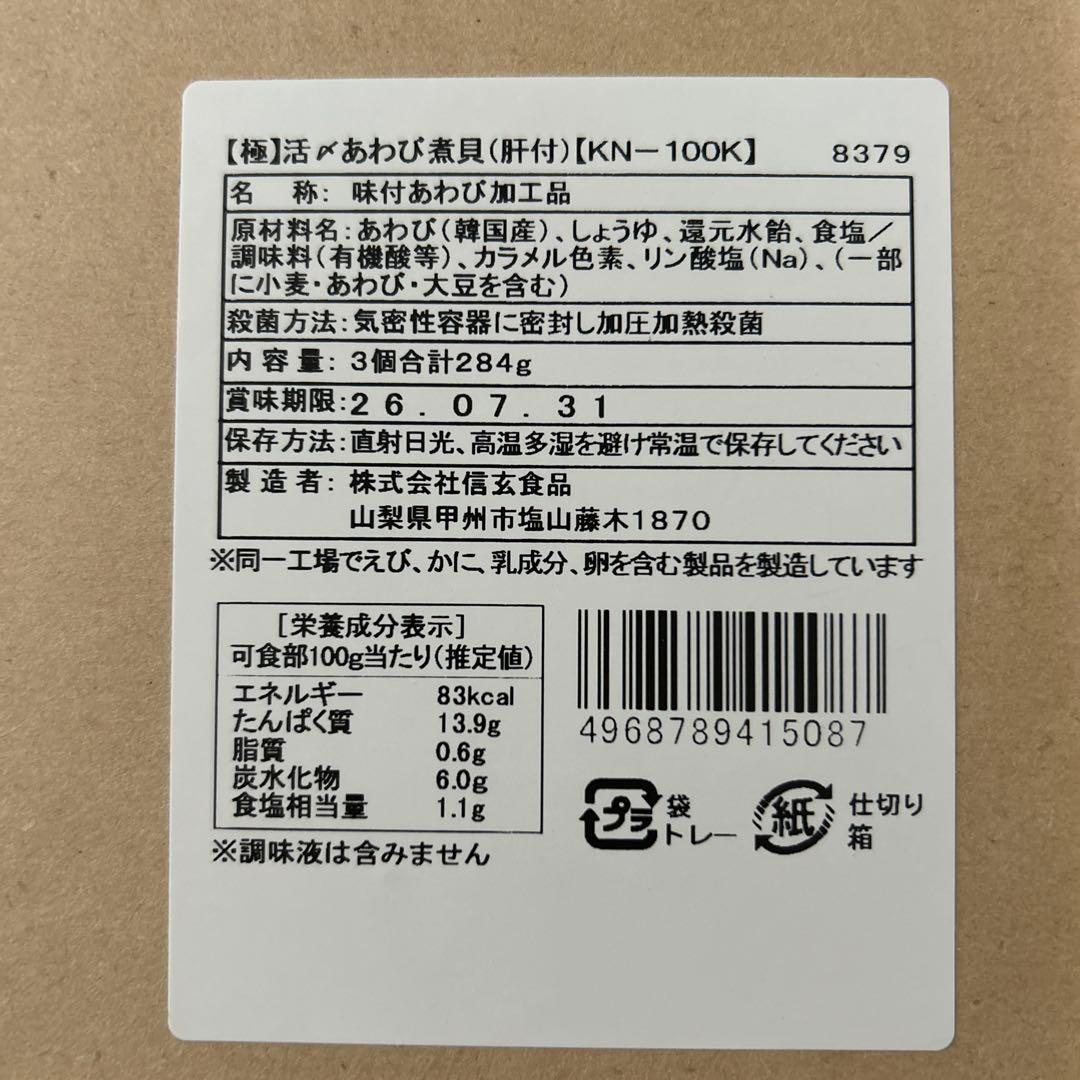 【極】活〆あわび煮貝(肝付)【KN－100K】 8379
名 称: 味付あわび加工品
原材料名:あわび(韓国産)、しょうゆ、還元水飴、食塩／
調味料(有機酸等)、カラメル色素、リン酸塩(Na)、(一部
に小麦・あわび・大豆を含む)
殺菌方法:気密性容器に密封し加圧加熱殺菌
内 容 量: 3個合計284g
賞味期限:26.07.31
保存方法:直射日光、高温多湿を避け常温で保存してください
製 造 者: 株式会社信玄食品
山梨県甲州市塩山藤木1870
※同一工場でえび、かに、乳成分、卵を含む製品を製造しています
[栄養成分表示]
可食部100g当たり(推定値)
エネルギー 83kcal
たんぱく質 13.9g
脂質 0.6g
炭水化物 6.0g
食塩相当量 1.1g
※調味液は含みません
4968789415087
プラ 袋
トレー
紙 仕切り
箱